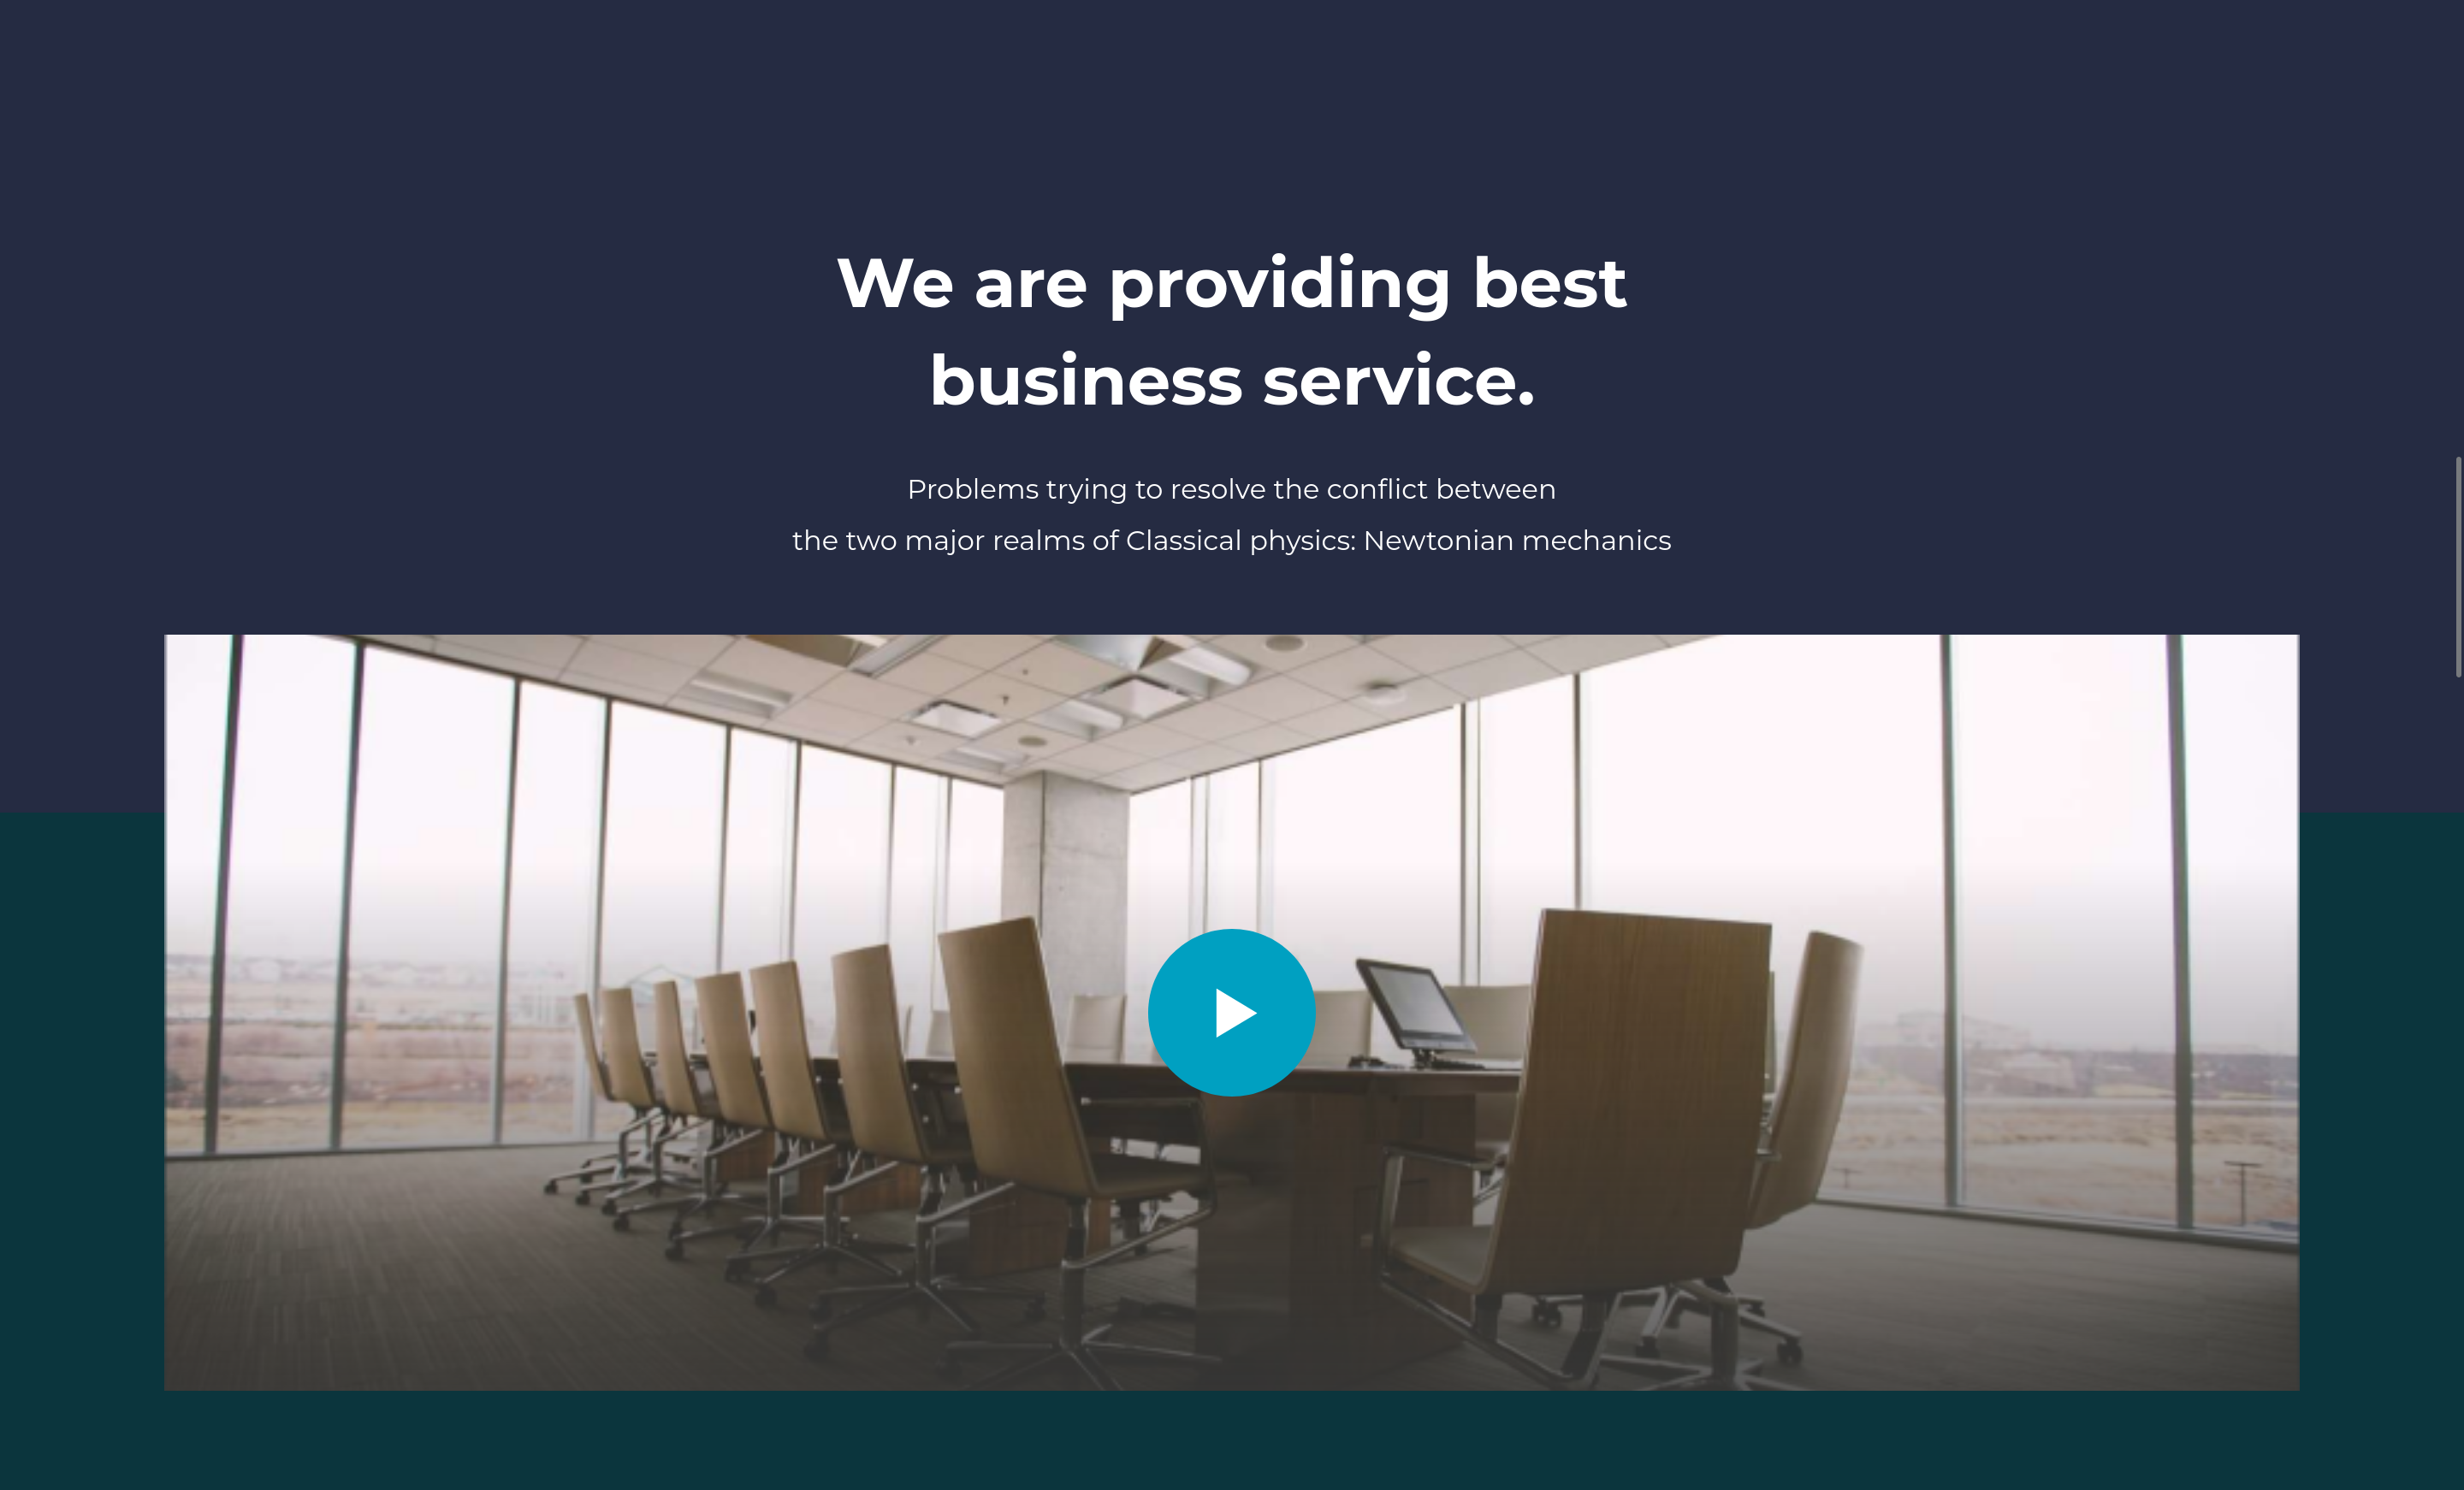 We are providing best
business service.
Problems trying to resolve the conflict between
the two major realms of Classical physics: Newtonian mechanics